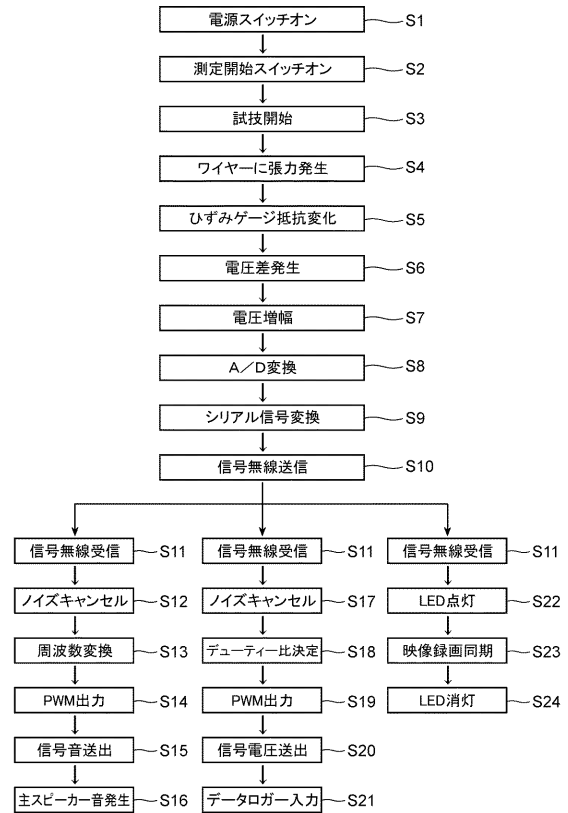 電源スイッチオン S1
測定開始スイッチオン S2
試技開始 S3
ワイヤーに張力発生 S4
ひずみゲージ抵抗変化 S5
電圧差発生 S6
電圧増幅 S7
A／D変換 S8
シリアル信号変換 S9
信号無線送信 S10
信号無線受信 S11 信号無線受信 S11 信号無線受信 S11
ノイズキャンセル S12 ノイズキャンセル S17 LED点灯 S22
周波数変換 S13 デューティー比決定 S18 映像録画同期 S23
PWM出力 S14 PWM出力 S19 LED消灯 S24
信号音送出 S15 信号電圧送出 S20
主スピーカー音発生 S16 データロガー入力 S21